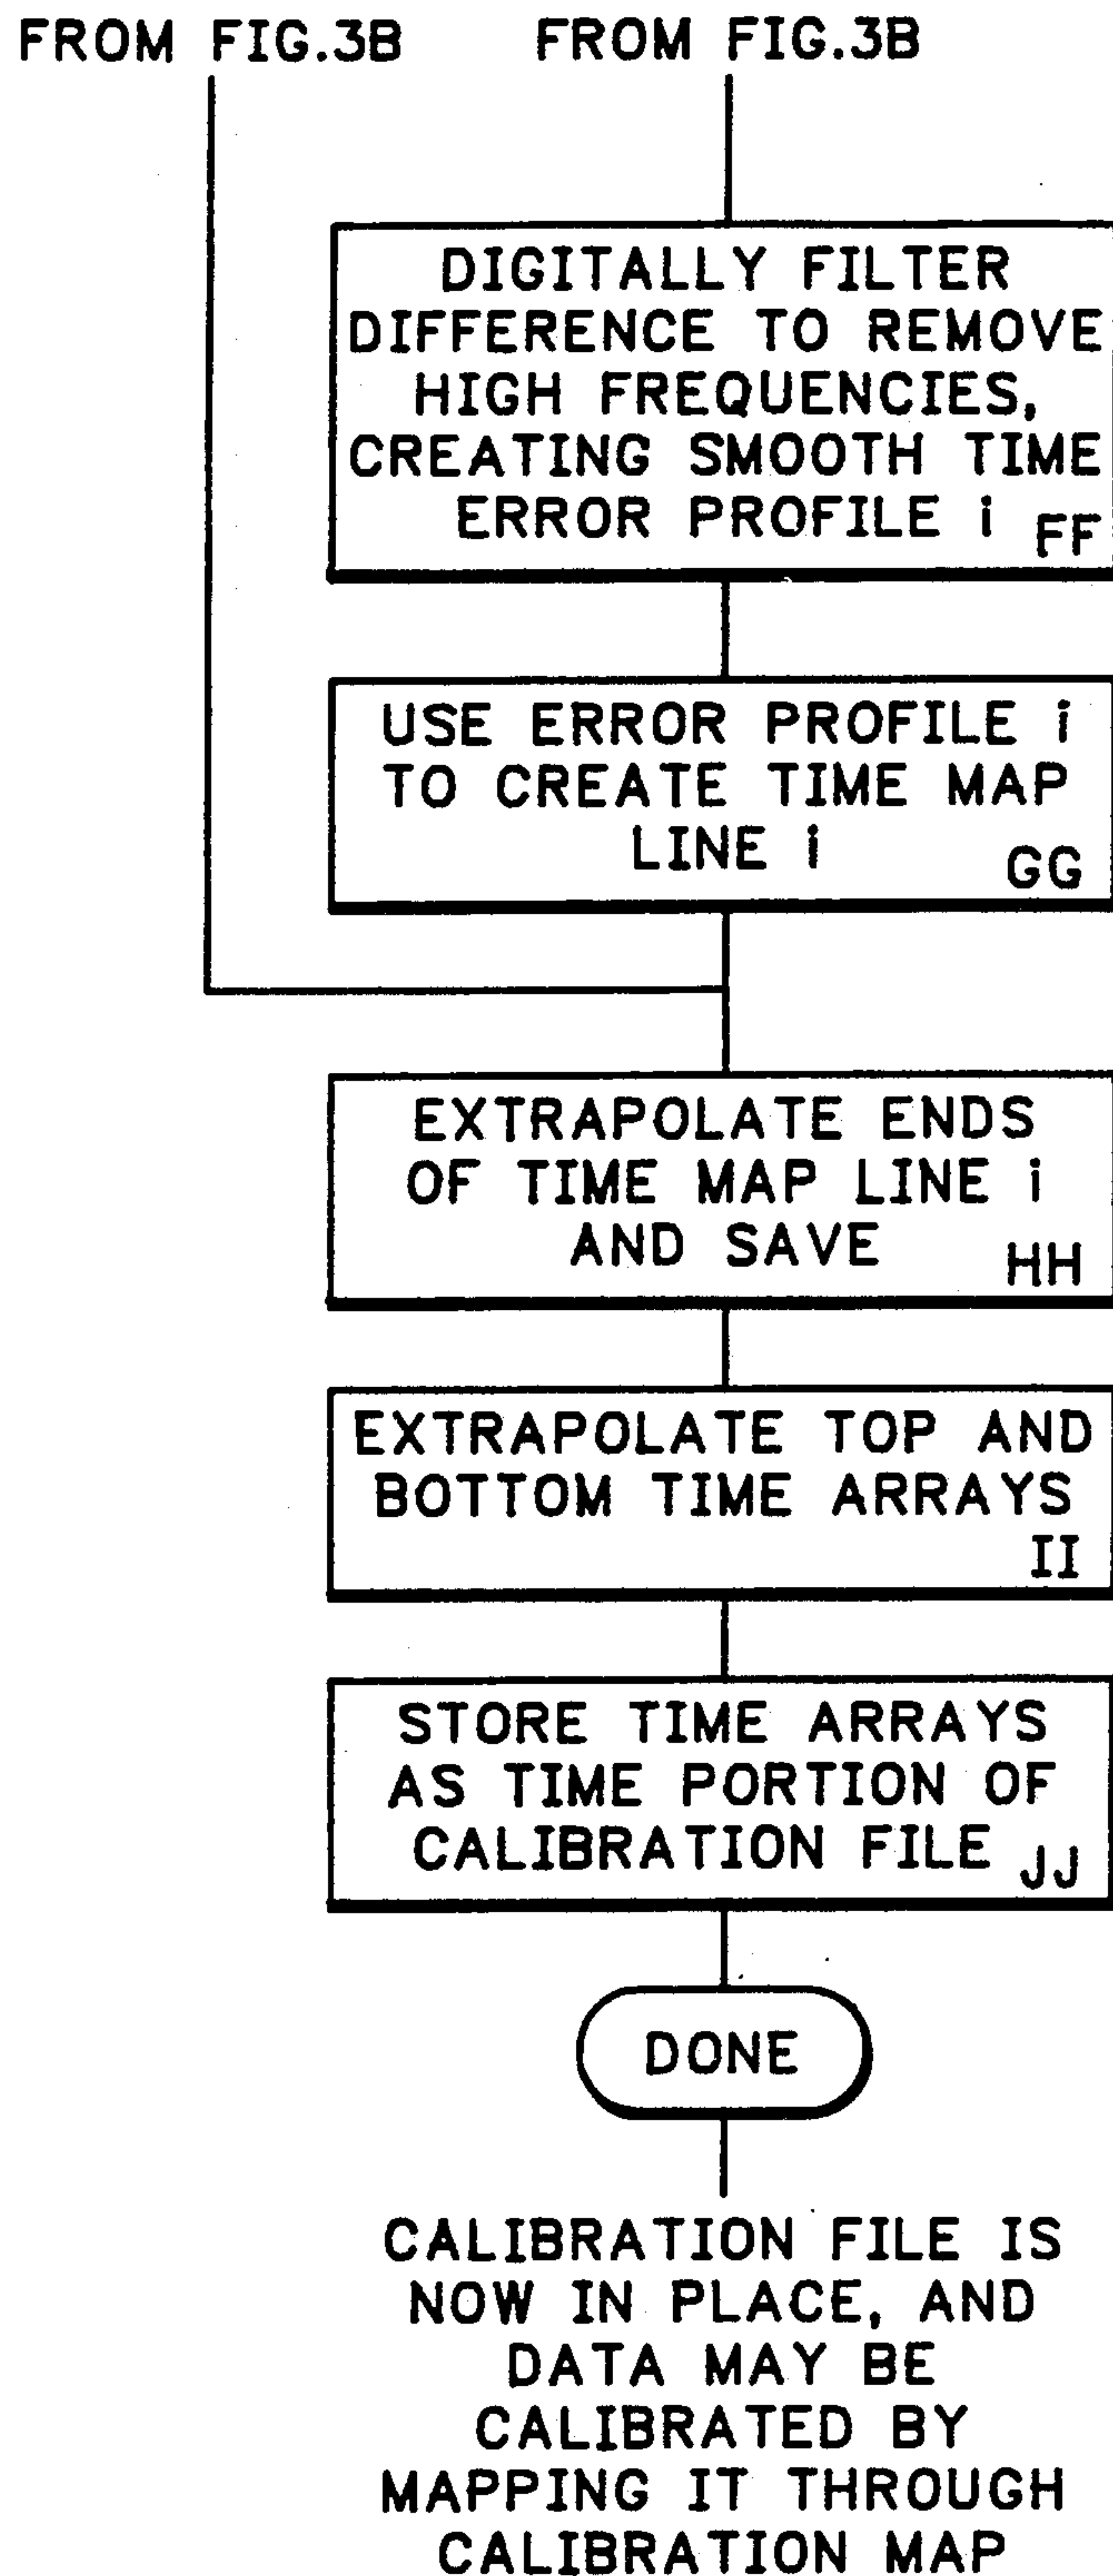 FROM FIG.3B
FROM FIG.3B
DIGITALLY FILTER
DIFFERENCE TO REMOVE
HIGH FREQUENCIES,
CREATING SMOOTH TIME
ERROR PROFILE i
FF
USE ERROR PROFILE i
TO CREATE TIME MAP
LINE i
GG
EXTRAPOLATE ENDS
OF TIME MAP LINE i
AND SAVE
HH
EXTRAPOLATE TOP AND
BOTTOM TIME ARRAYS
II
STORE TIME ARRAYS
AS TIME PORTION OF
CALIBRATION FILE
JJ
DONE
CALIBRATION FILE IS
NOW IN PLACE, AND
DATA MAY BE
CALIBRATED BY
MAPPING IT THROUGH
CALIBRATION MAP